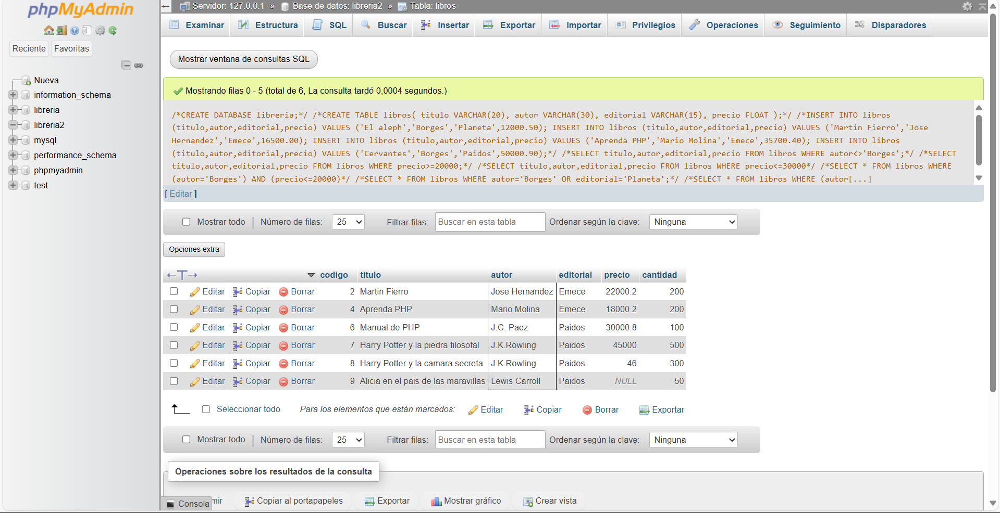 phpMyAdmin
Reciente Favoritas
Nueva
information_schema
libreria
libreria2
mysql
performance_schema
phpmyadmin
test
← Servidor: 127.0.0.1 » Base de datos: libreria2 » Tabla: libros
Examinar Estructura SQL Buscar Insertar Exportar Importar Privilegios Operaciones Seguimiento Disparadores
Mostrar ventana de consultas SQL
Mostrando filas 0 - 5 (total de 6, La consulta tardó 0,0004 segundos.)
/*CREATE DATABASE libreria;*/ /*CREATE TABLE libros( titulo VARCHAR(20), autor VARCHAR(30), editorial VARCHAR(15), precio FLOAT );*/ /*INSERT INTO libros
(titulo,autor,editorial,precio) VALUES ('El aleph','Borges','Planeta',12000.50); INSERT INTO libros (titulo,autor,editorial,precio) VALUES ('Martin Fierro','Jose
Hernandez','Emece',16500.00); INSERT INTO libros (titulo,autor,editorial,precio) VALUES ('Aprenda PHP','Mario Molina','Emece',35700.40); INSERT INTO libros
(titulo,autor,editorial,precio) VALUES ('Cervantes','Borges','Paidos',50000.90);*/ /*SELECT titulo,autor,editorial,precio FROM libros WHERE autor<>'Borges';*/ /*SELECT
titulo,autor,editorial,precio FROM libros WHERE precio>=20000;*/ /*SELECT titulo,autor,editorial,precio FROM libros WHERE precio<=30000*/ /*SELECT * FROM libros WHERE
(autor='Borges') AND (precio<=20000)*/ /*SELECT * FROM libros WHERE autor='Borges' OR editorial='Planeta';*/ /*SELECT * FROM libros WHERE (autor[...]
[ Editar ]
Mostrar todo | Número de filas: 25 Filtrar filas: Buscar en esta tabla Ordenar según la clave: Ninguna
Opciones extra
←T→ codigo titulo autor editorial precio cantidad
Editar Copiar Borrar 2 Martin Fierro Jose Hernandez Emece 22000.2 200
Editar Copiar Borrar 4 Aprenda PHP Mario Molina Emece 18000.2 200
Editar Copiar Borrar 6 Manual de PHP J.C. Paez Paidos 30000.8 100
Editar Copiar Borrar 7 Harry Potter y la piedra filosofal J.K.Rowling Paidos 45000 500
Editar Copiar Borrar 8 Harry Potter y la camara secreta J.K.Rowling Paidos 46 300
Editar Copiar Borrar 9 Alicia en el pais de las maravillas Lewis Carroll Paidos NULL 50
Seleccionar todo Para los elementos que están marcados: Editar Copiar Borrar Exportar
Mostrar todo | Número de filas: 25 Filtrar filas: Buscar en esta tabla Ordenar según la clave: Ninguna
Operaciones sobre los resultados de la consulta
Consola mir Copiar al portapapeles Exportar Mostrar gráfico Crear vista